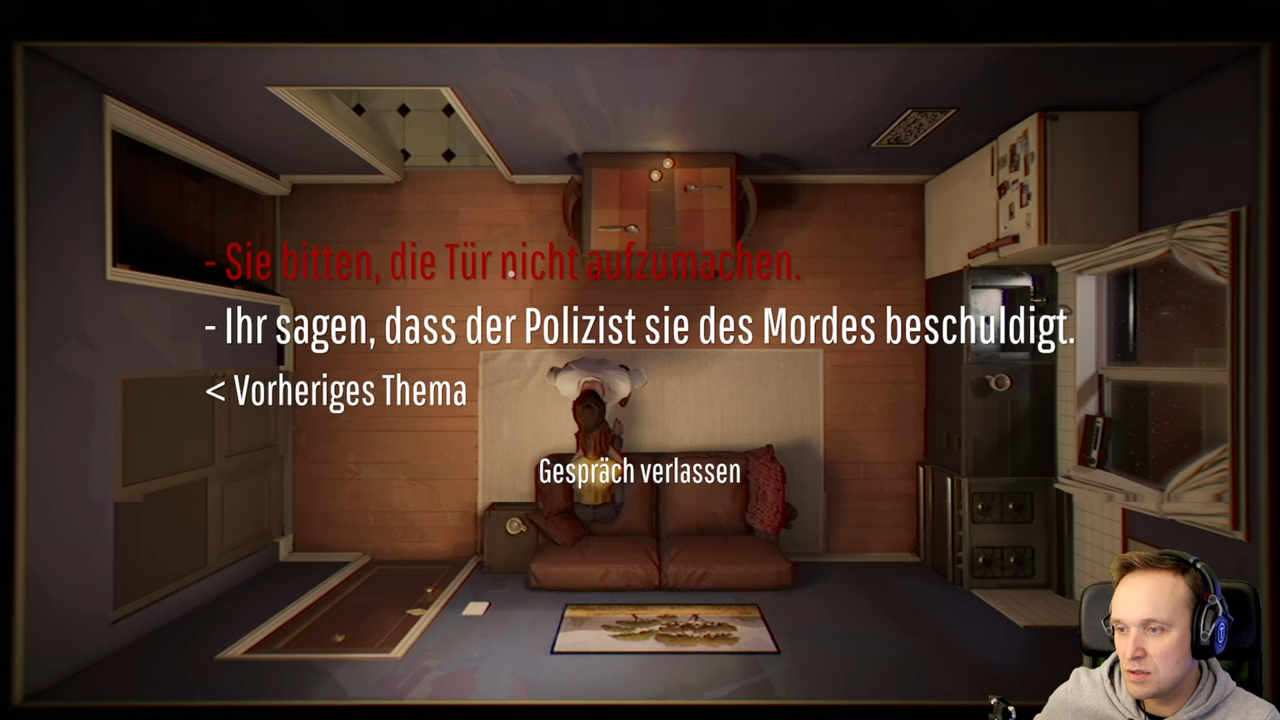 - Sie bitten, die Tür nicht aufzumachen.
- Ihr sagen, dass der Polizist sie des Mordes beschuldigt.
< Vorheriges Thema
Gespräch verlassen